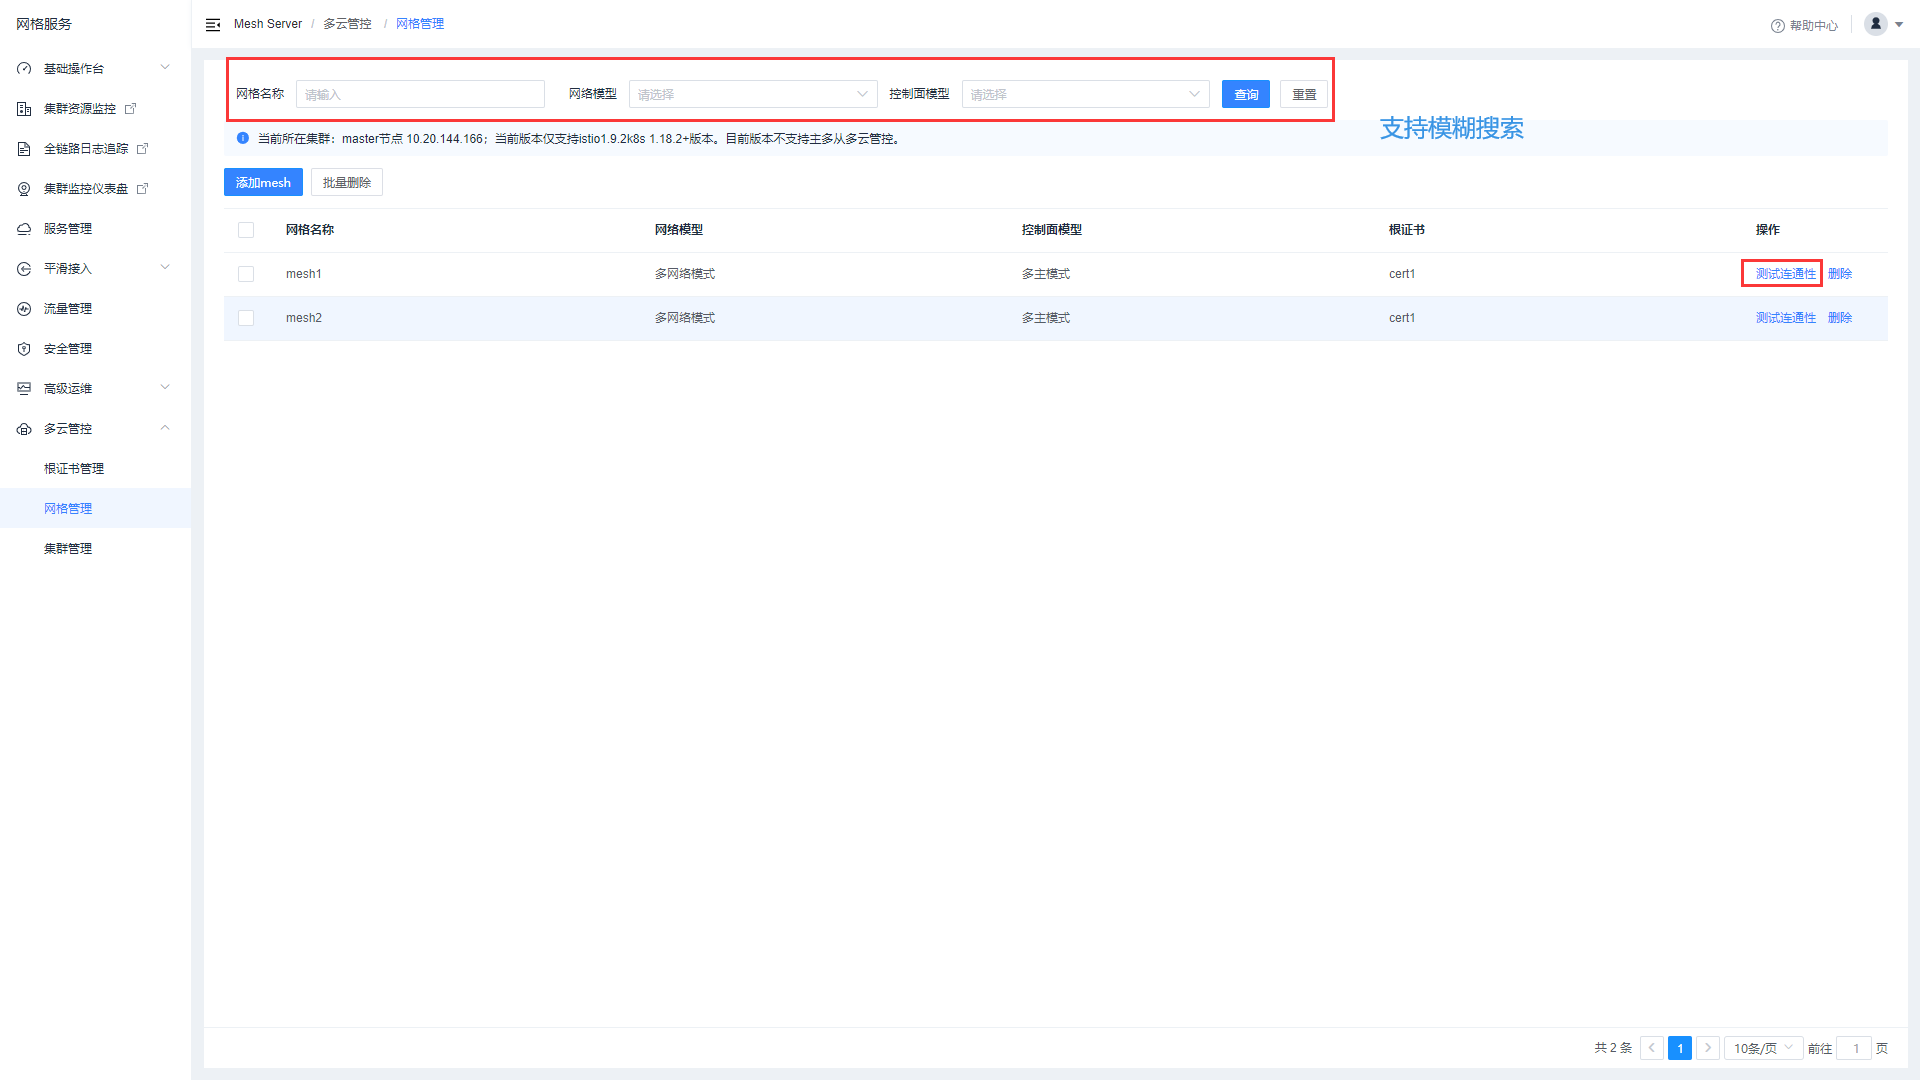 网格服务
Mesh Server / 多云管控 / 网格管理
帮助中心
基础操作台
集群资源监控
全链路日志追踪
集群监控仪表盘
服务管理
平滑接入
流量管理
安全管理
高级运维
多云管控
根证书管理
网格管理
集群管理
网格名称 请输入 网络模型 请选择 控制面模型 请选择 查询 重置
支持模糊搜索
当前所在集群：master节点 10.20.144.166；当前版本仅支持istio1.9.2k8s 1.18.2+版本。目前版本不支持主多从多云管控。
添加mesh 批量删除
网格名称 网络模型 控制面模型 根证书 操作
mesh1 多网络模式 多主模式 cert1 测试连通性 删除
mesh2 多网络模式 多主模式 cert1 测试连通性 删除
共 2 条 1 10条/页 前往 1 页